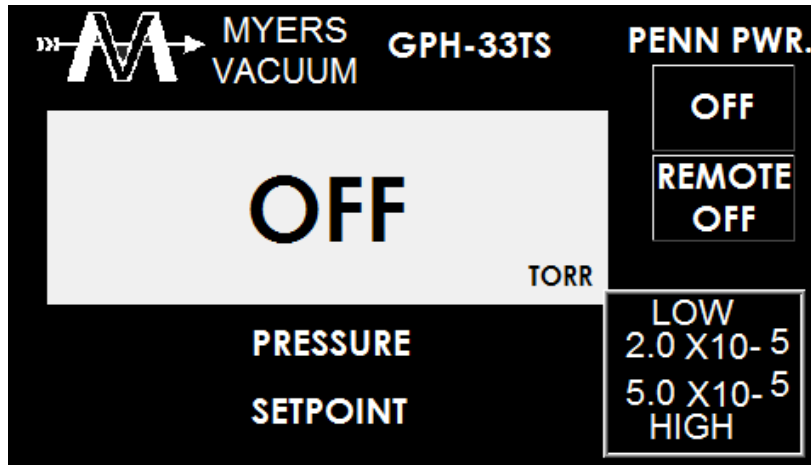 MYERS
VACUUM
GPH-33TS
PENN PWR.
OFF
REMOTE
OFF
OFF
TORR
PRESSURE
SETPOINT
LOW
2.0 X10- 5
5.0 X10- 5
HIGH